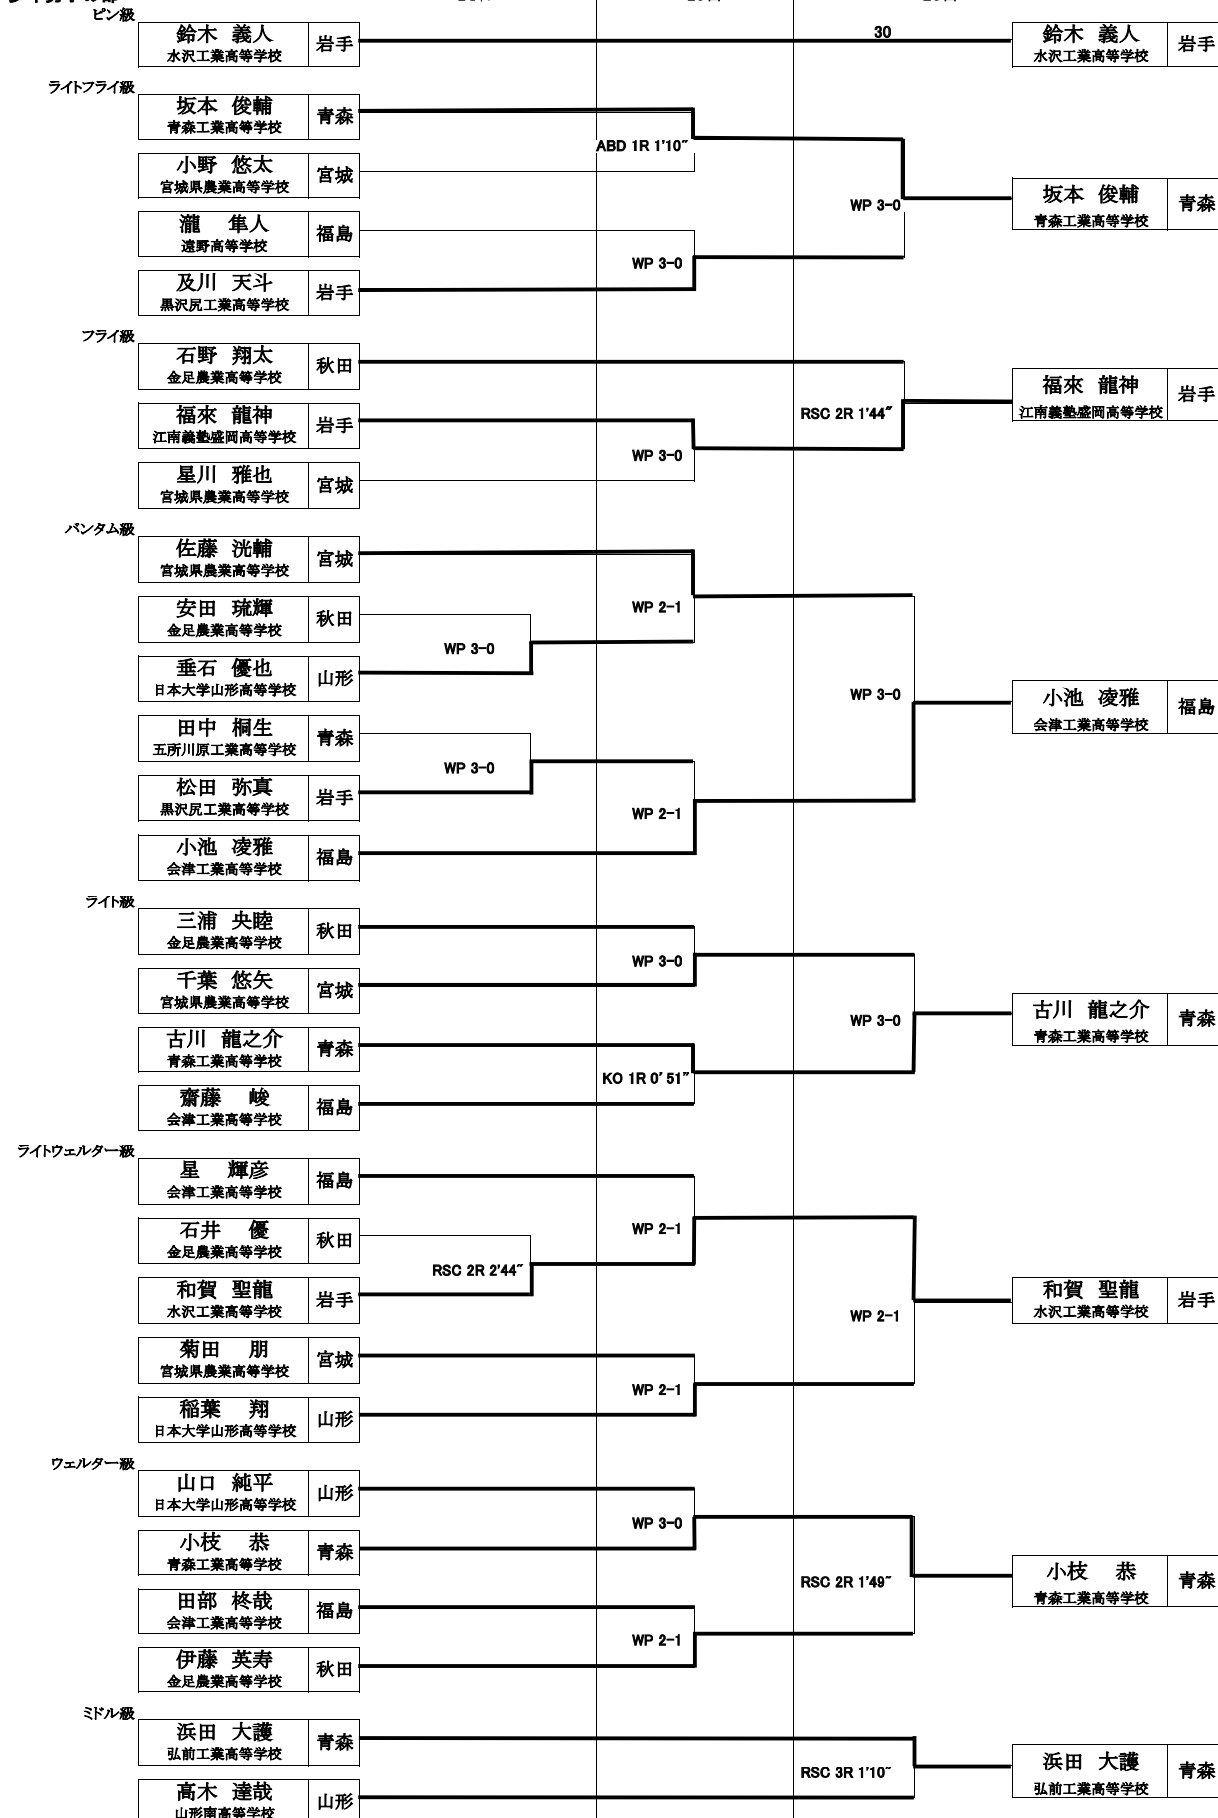 ピン級
鈴木 義人
水沢工業高等学校
岩手
30
鈴木 義人
水沢工業高等学校
岩手
ライトフライ級
坂本 俊輔
青森工業高等学校
青森
ABD 1R 1'10"
小野 悠太
宮城県農業高等学校
宮城
WP 3-0
坂本 俊輔
青森工業高等学校
青森
瀧 隼人
遠野高等学校
福島
WP 3-0
及川 天斗
黒沢尻工業高等学校
岩手
フライ級
石野 翔太
金足農業高等学校
秋田
RSC 2R 1'44"
福來 龍神
江南義塾盛岡高等学校
岩手
福來 龍神
江南義塾盛岡高等学校
岩手
WP 3-0
星川 雅也
宮城県農業高等学校
宮城
バンタム級
佐藤 洸輔
宮城県農業高等学校
宮城
WP 2-1
安田 琉輝
金足農業高等学校
秋田
WP 3-0
垂石 優也
日本大学山形高等学校
山形
WP 3-0
小池 凌雅
会津工業高等学校
福島
田中 桐生
五所川原工業高等学校
青森
WP 3-0
松田 弥真
黒沢尻工業高等学校
岩手
WP 2-1
小池 凌雅
会津工業高等学校
福島
ライト級
三浦 央睦
金足農業高等学校
秋田
WP 3-0
千葉 悠矢
宮城県農業高等学校
宮城
WP 3-0
古川 龍之介
青森工業高等学校
青森
古川 龍之介
青森工業高等学校
青森
KO 1R 0'51"
齋藤 峻
会津工業高等学校
福島
ライトウェルター級
星 輝彦
会津工業高等学校
福島
WP 2-1
石井 優
金足農業高等学校
秋田
RSC 2R 2'44"
和賀 聖龍
水沢工業高等学校
岩手
WP 2-1
和賀 聖龍
水沢工業高等学校
岩手
菊田 朋
宮城県農業高等学校
宮城
WP 2-1
稲葉 翔
日本大学山形高等学校
山形
ウェルター級
山口 純平
日本大学山形高等学校
山形
WP 3-0
小枝 恭
青森工業高等学校
青森
RSC 2R 1'49"
小枝 恭
青森工業高等学校
青森
田部 柊哉
会津工業高等学校
福島
WP 2-1
伊藤 英寿
金足農業高等学校
秋田
ミドル級
浜田 大護
弘前工業高等学校
青森
RSC 3R 1'10"
浜田 大護
弘前工業高等学校
青森
高木 達哉
山形南高等学校
山形